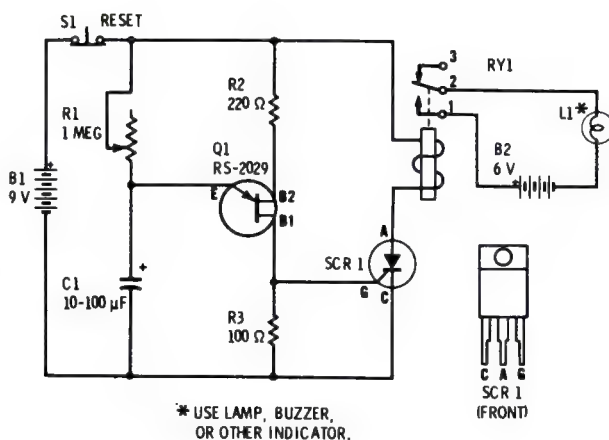 S1 RESET
R1
1 MEG
B1
9 V
+
C1
10-100 µF
+
R2
220 Ω
Q1
RS-2029
E
B2
B1
R3
100 Ω
3
2
1
RY1
L1*
B2
6 V
+
A
SCR 1
G
C
C A G
SCR 1
(FRONT)
* USE LAMP, BUZZER,
OR OTHER INDICATOR.